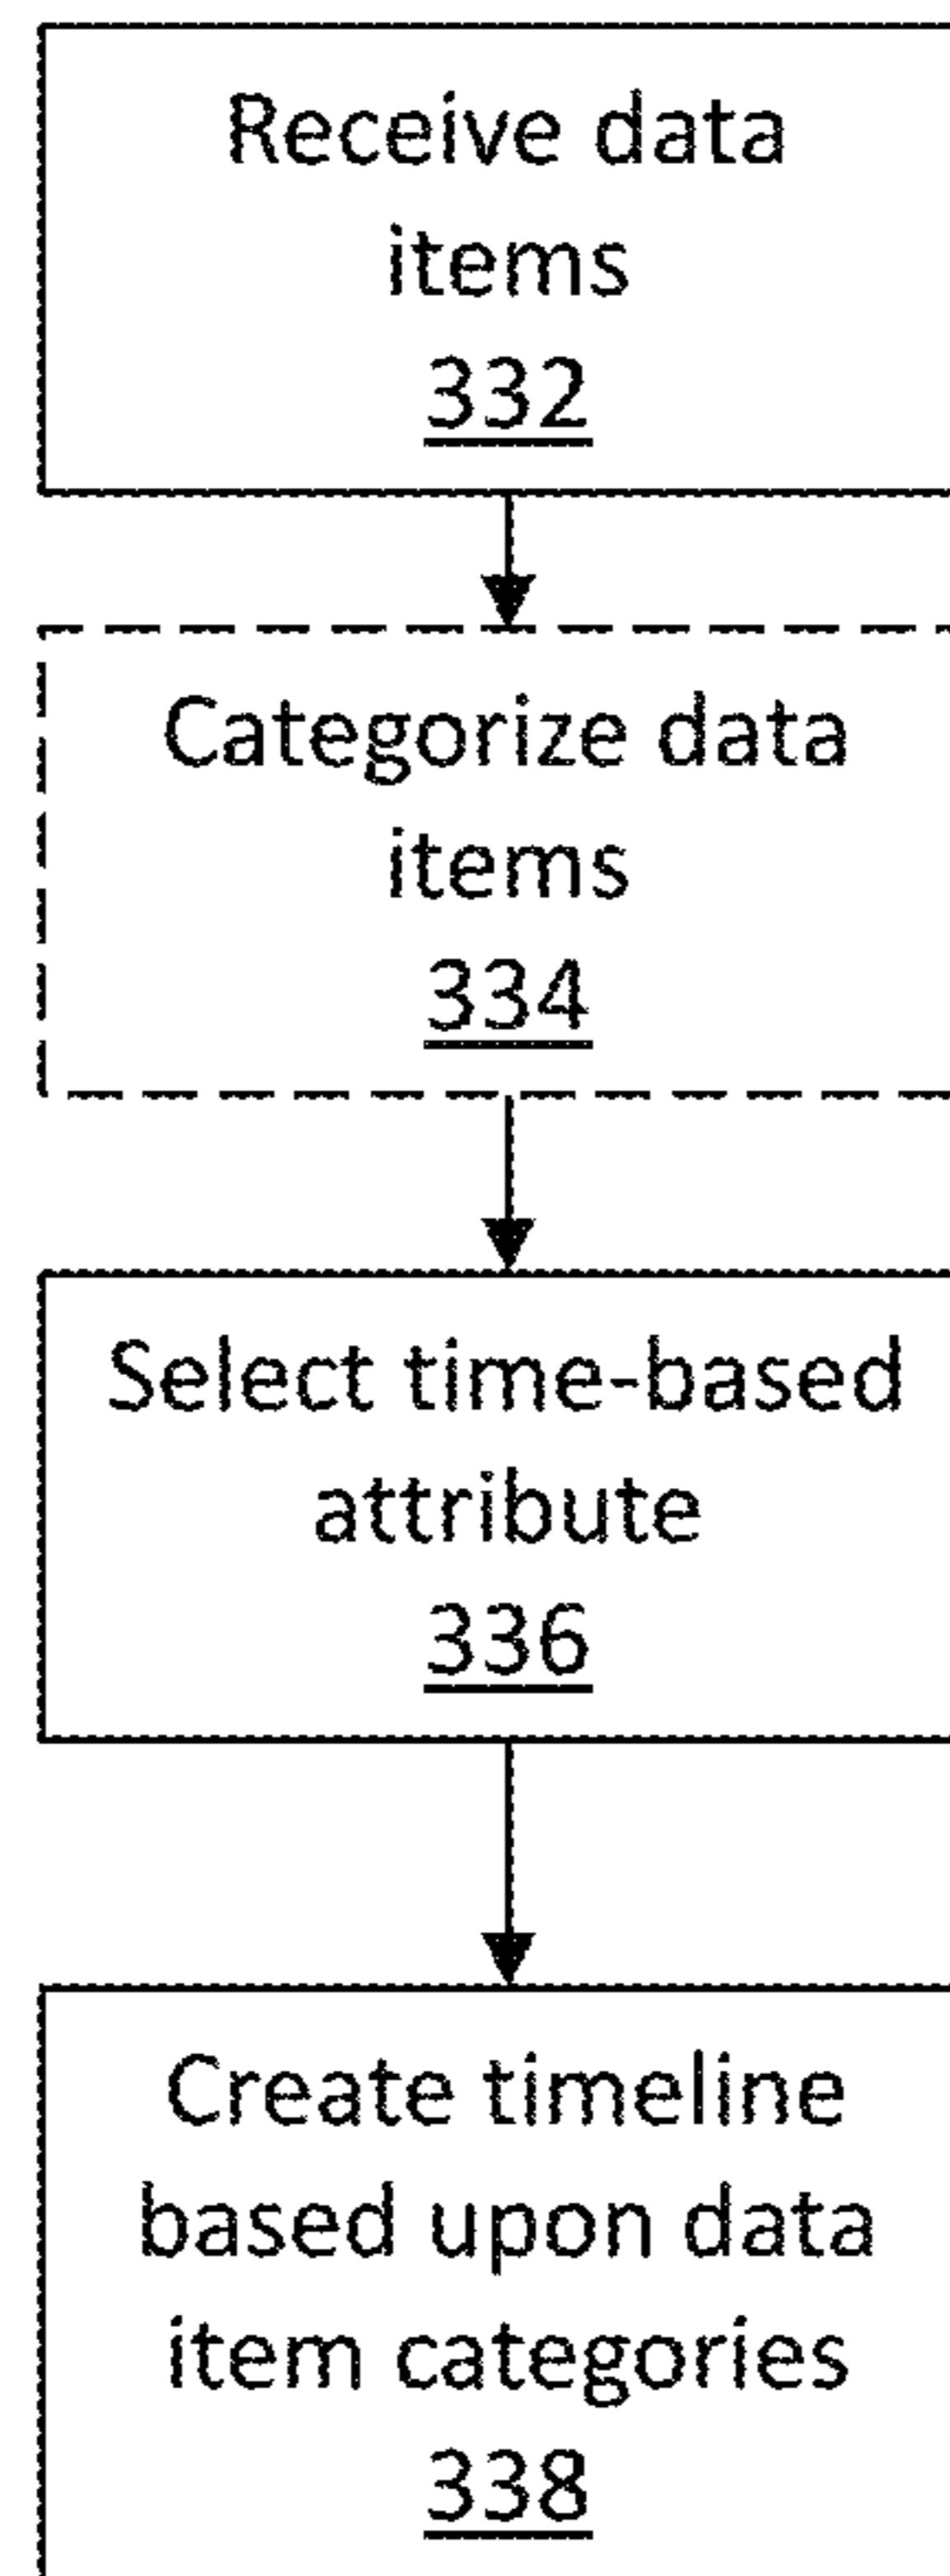 Receive data
items
332
Categorize data
items
334
Select time-based
attribute
336
Create timeline
based upon data
item categories
338